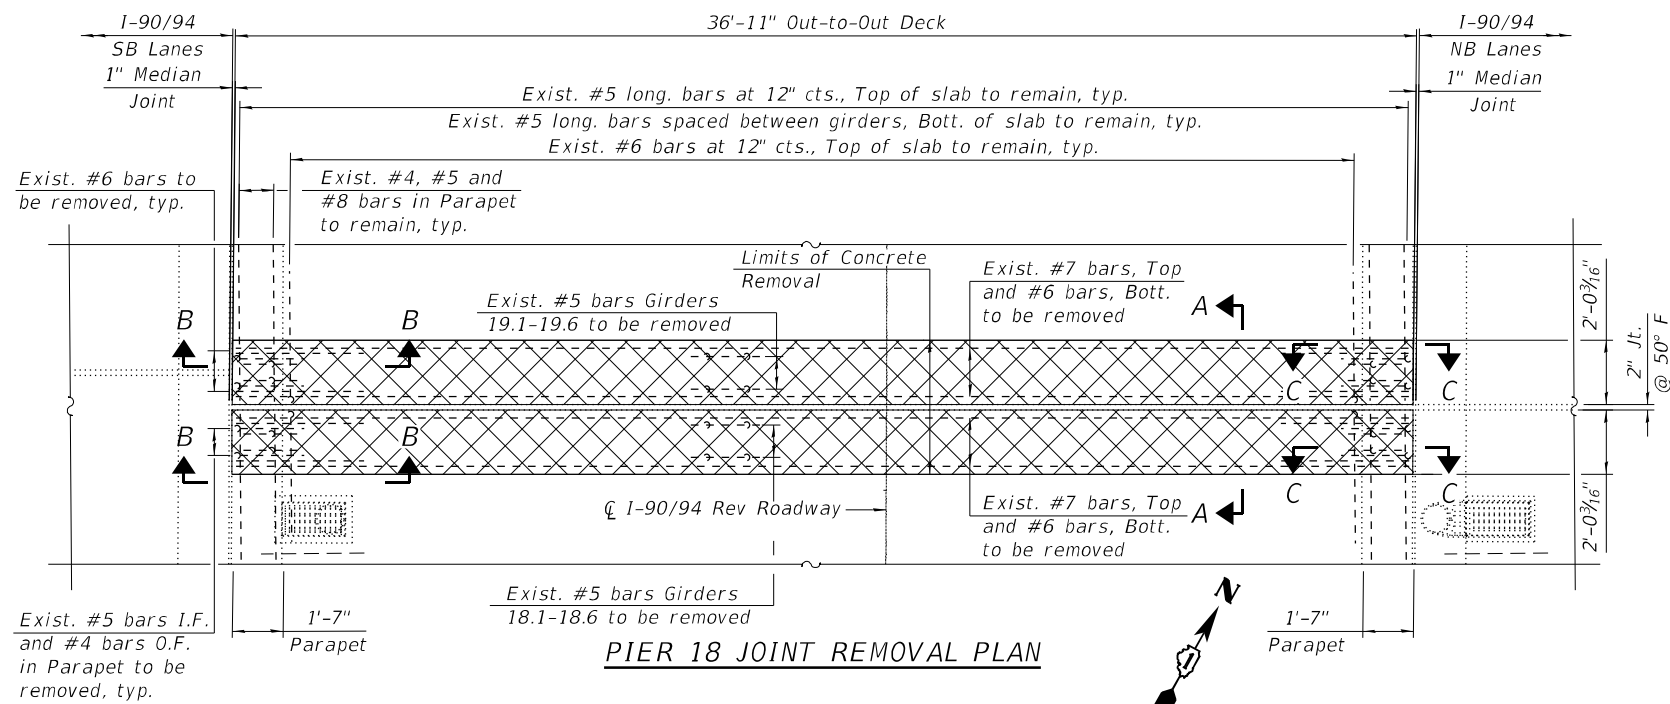 I-90/94
SB Lanes
1" Median
Joint
36'-11" Out-to-Out Deck
I-90/94
NB Lanes
1" Median
Joint
Exist. #5 long. bars at 12" cts., Top of slab to remain, typ.
Exist. #5 long. bars spaced between girders, Bott. of slab to remain, typ.
Exist. #6 bars at 12" cts., Top of slab to remain, typ.
Exist. #6 bars to
be removed, typ.
Exist. #4, #5 and
#8 bars in Parapet
to remain, typ.
Limits of Concrete
Removal
Exist. #5 bars Girders
19.1-19.6 to be removed
Exist. #7 bars, Top
and #6 bars, Bott.
to be removed
A
B
B
C
C
2'-0 3/16"
2" Jt.
@ 50° F
B
B
C
C
2'-0 3/16"
℄ I-90/94 Rev Roadway
Exist. #7 bars, Top
and #6 bars, Bott.
to be removed
A
Exist. #5 bars Girders
18.1-18.6 to be removed
Exist. #5 bars I.F.
and #4 bars O.F.
in Parapet to be
removed, typ.
1'-7"
Parapet
1'-7"
Parapet
N
1
PIER 18 JOINT REMOVAL PLAN